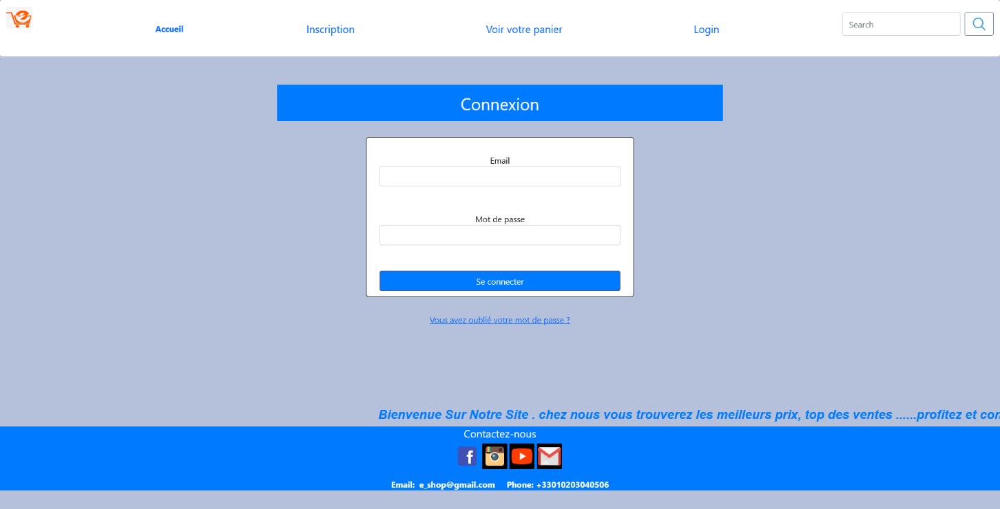 Accueil
Inscription
Voir votre panier
Login
Search
Connexion
Email
Mot de passe
Se connecter
Vous avez oublié votre mot de passe ?
Bienvenue Sur Notre Site . chez nous vous trouverez les meilleurs prix, top des ventes ......profitez et
Contactez-nous
Email: e_shop@gmail.com Phone: +33010203040506